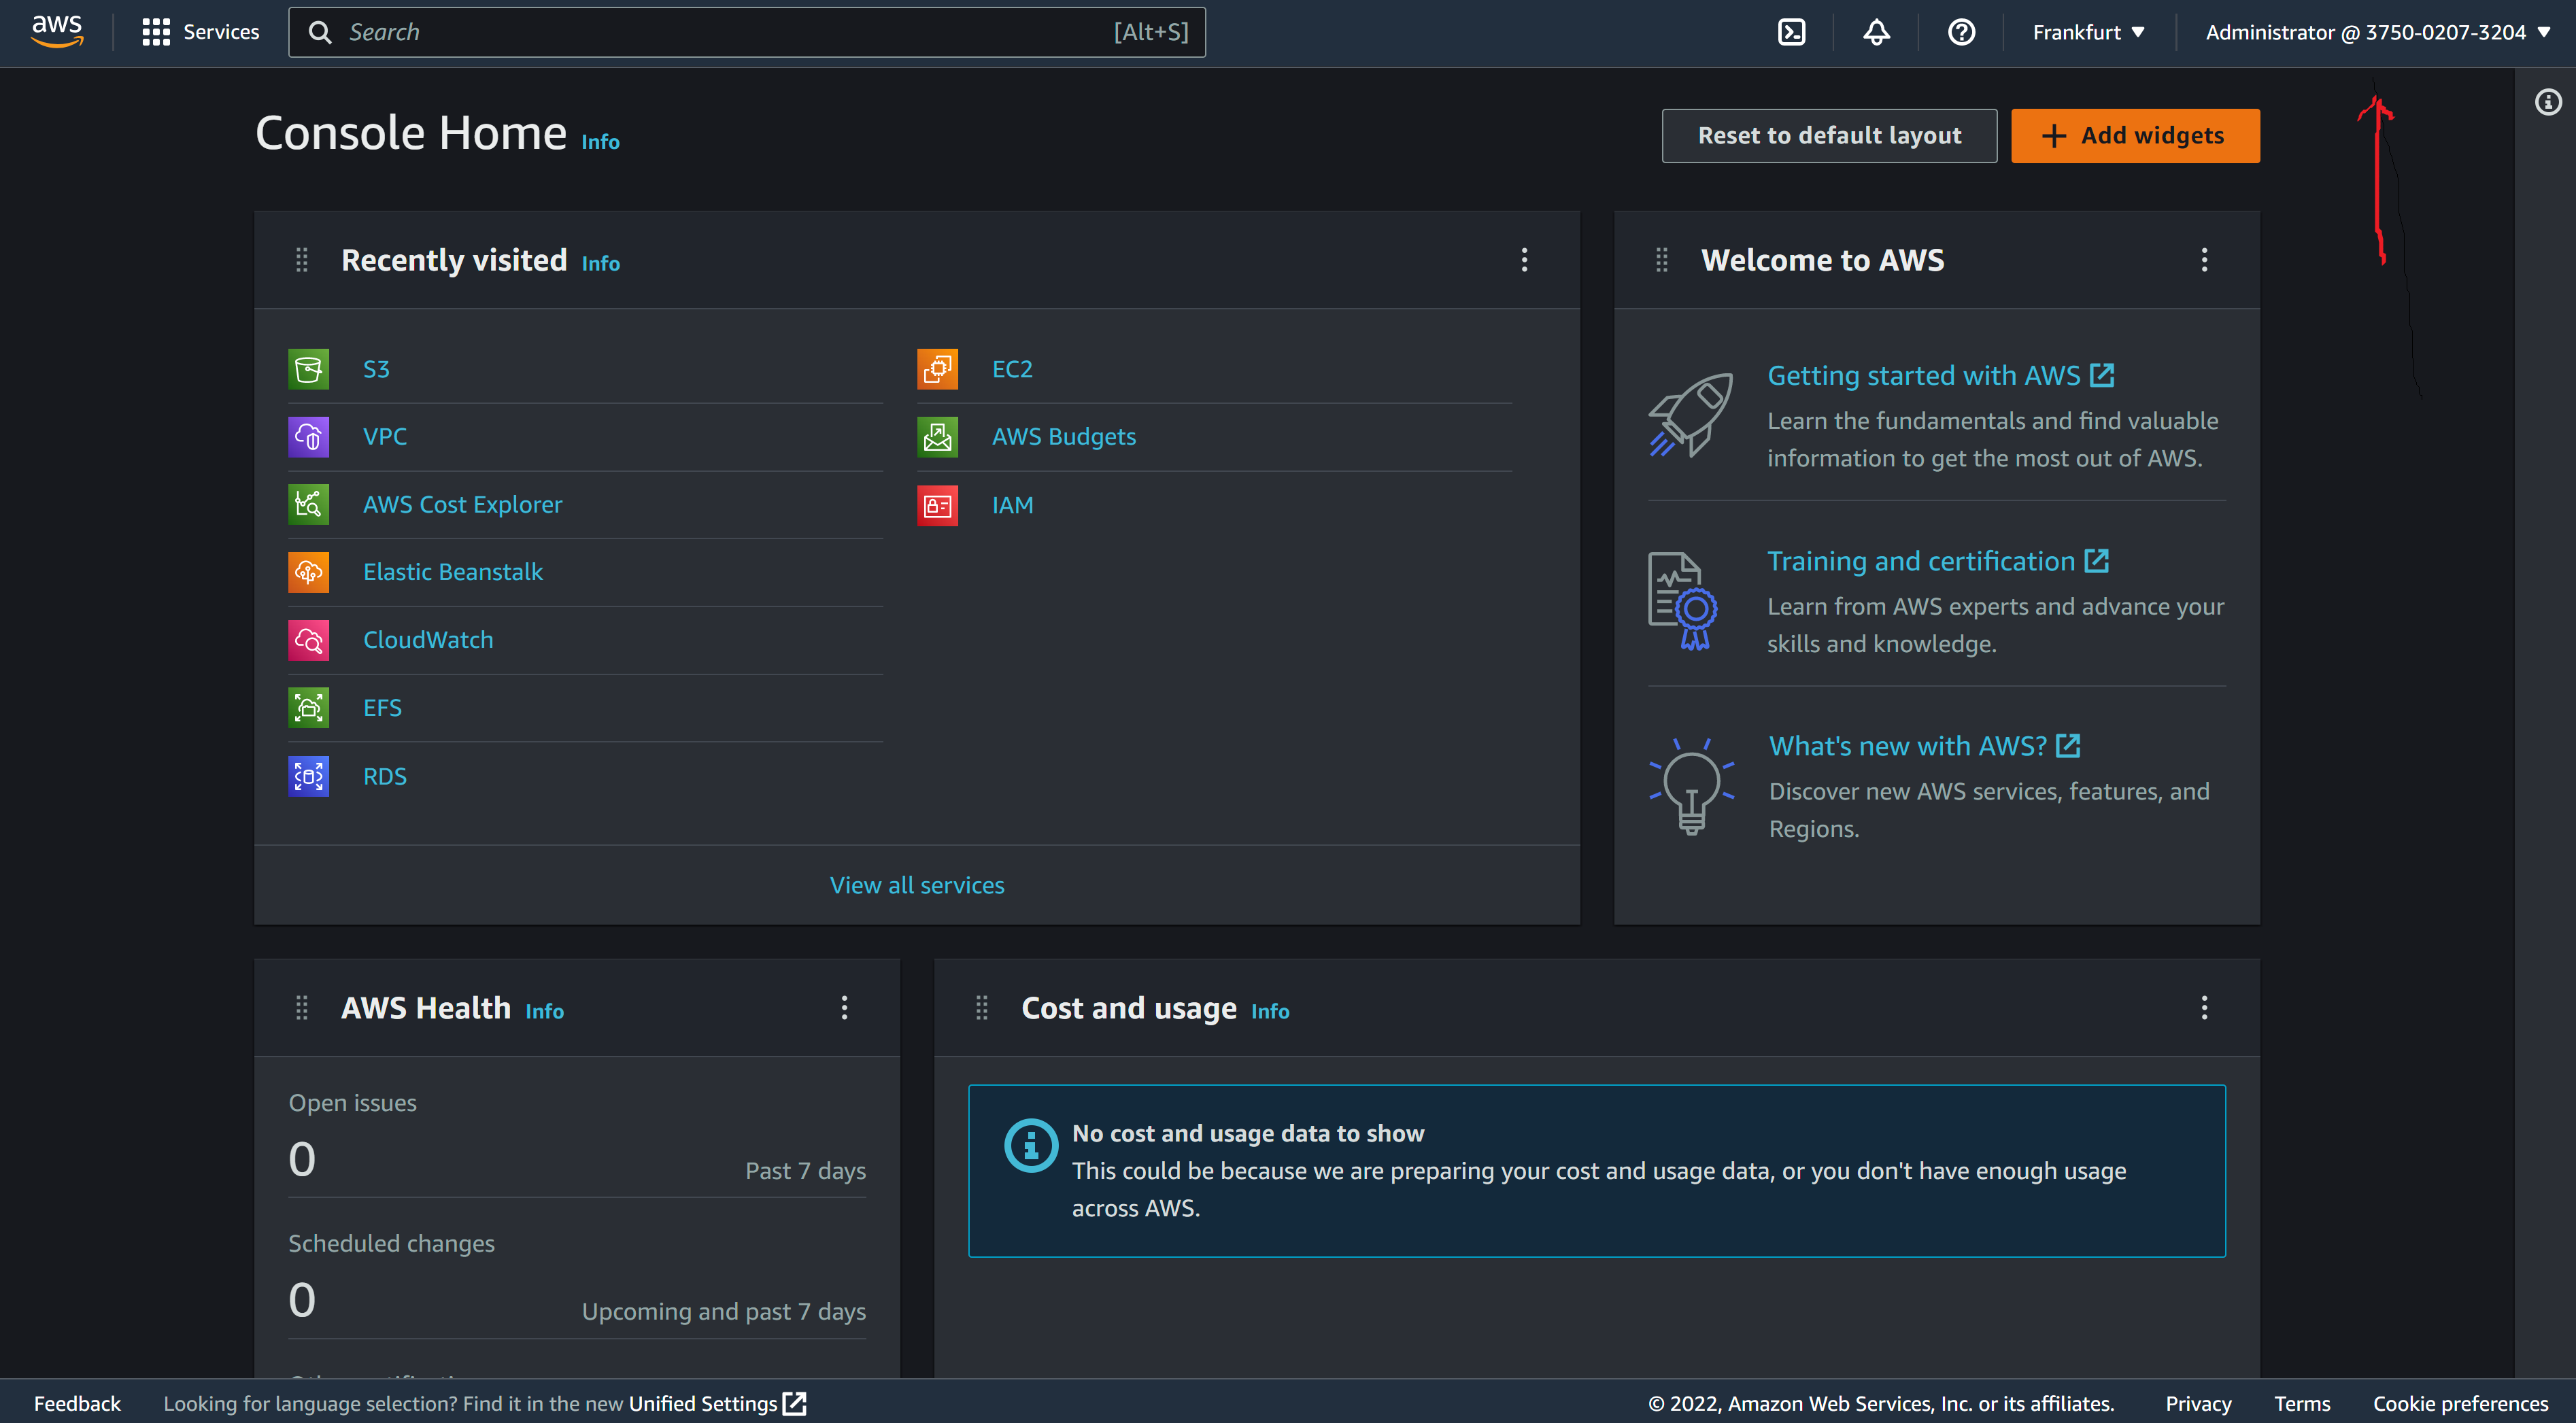 aws
Services
Search
[Alt+S]
Frankfurt
Administrator @ 3750-0207-3204
Console Home Info
Reset to default layout
Add widgets
Recently visited Info
S3
VPC
AWS Cost Explorer
Elastic Beanstalk
CloudWatch
EFS
RDS
EC2
AWS Budgets
IAM
View all services
Welcome to AWS
Getting started with AWS
Learn the fundamentals and find valuable
information to get the most out of AWS.
Training and certification
Learn from AWS experts and advance your
skills and knowledge.
What's new with AWS?
Discover new AWS services, features, and
Regions.
AWS Health Info
Open issues
0
Past 7 days
Scheduled changes
0
Upcoming and past 7 days
Cost and usage Info
No cost and usage data to show
This could be because we are preparing your cost and usage data, or you don't have enough usage
across AWS.
Feedback
Looking for language selection? Find it in the new Unified Settings
© 2022, Amazon Web Services, Inc. or its affiliates.
Privacy
Terms
Cookie preferences